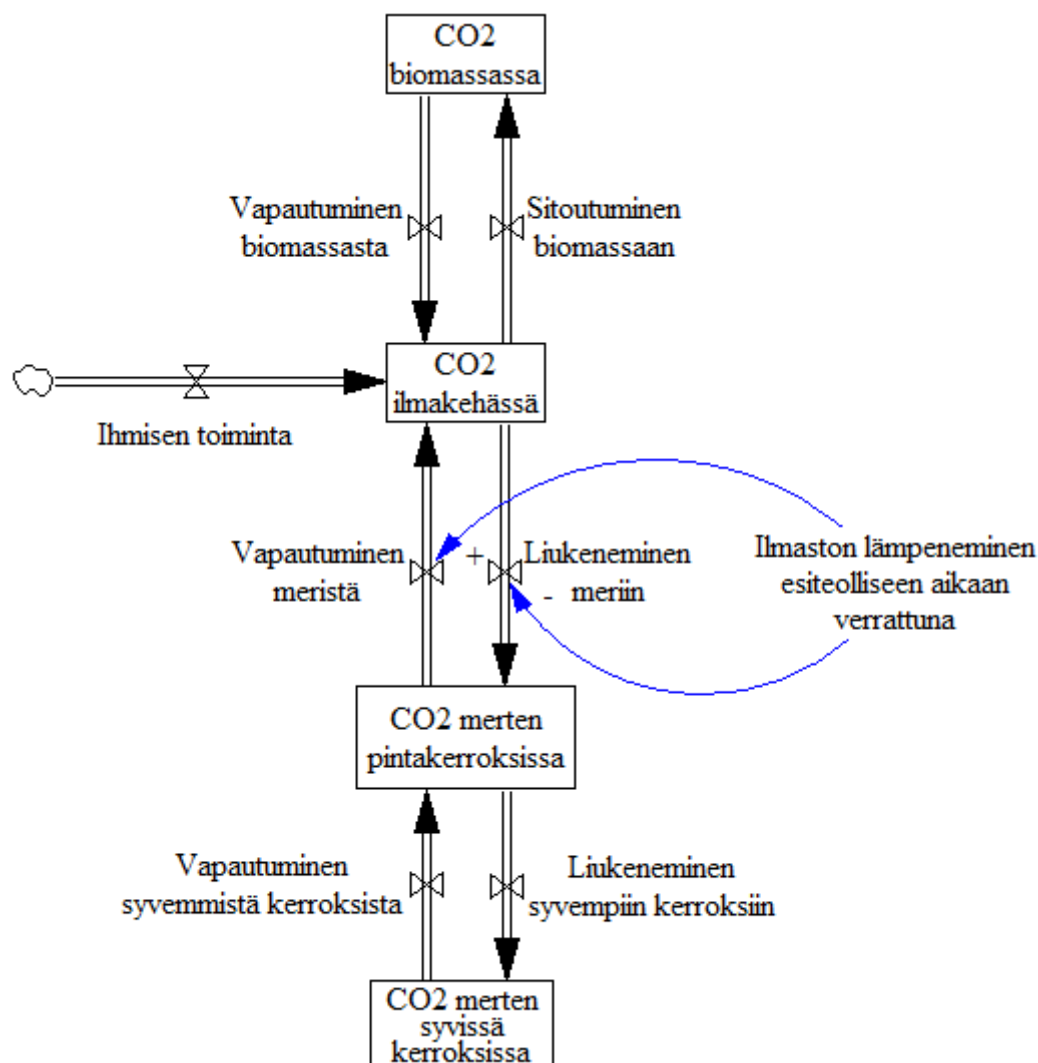 CO2
biomassassa
Vapautuminen
biomassasta
Sitoutuminen
biomassaan
CO2
ilmakehässä
Ihmisen toiminta
Vapautuminen
meristä
+
Liukeneminen
- meriin
Ilmaston lämpeneminen
esiteolliseen aikaan
verrattuna
CO2 merten
pintakerroksissa
Vapautuminen
syvemmistä kerroksista
Liukeneminen
syvempiin kerroksiin
CO2 merten
syvissä
kerroksissa